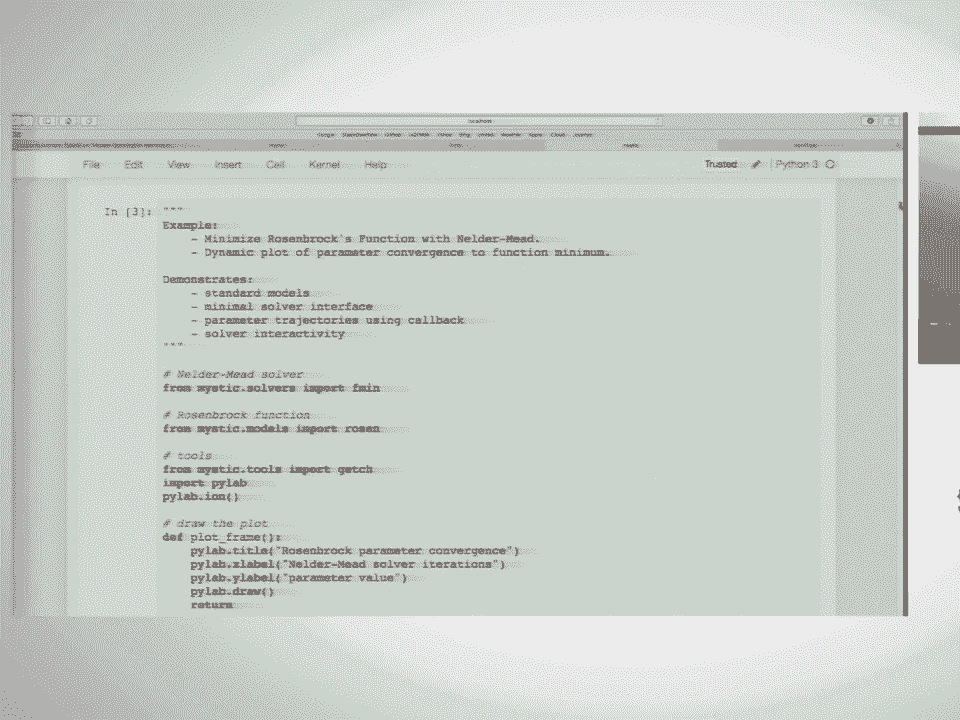 localhost
File Edit View Insert Cell Kernel Help Trusted Python 3
In [3]: """
Example:
- Minimize Rosenbrock's Function with Nelder-Mead.
- Dynamic plot of parameter convergence to function minimum.
Demonstrates:
- standard models
- minimal solver interface
- parameter trajectories using callback
- solver interactivity
"""
# Nelder-Mead solver
from mystic.solvers import fmin
# Rosenbrock function
from mystic.models import rosen
# tools
from mystic.tools import getch
import pylab
pylab.ion()
# draw the plot
def plot_frame():
pylab.title("Rosenbrock parameter convergence")
pylab.xlabel("Nelder-Mead solver iterations")
pylab.ylabel("parameter value")
pylab.draw()
return